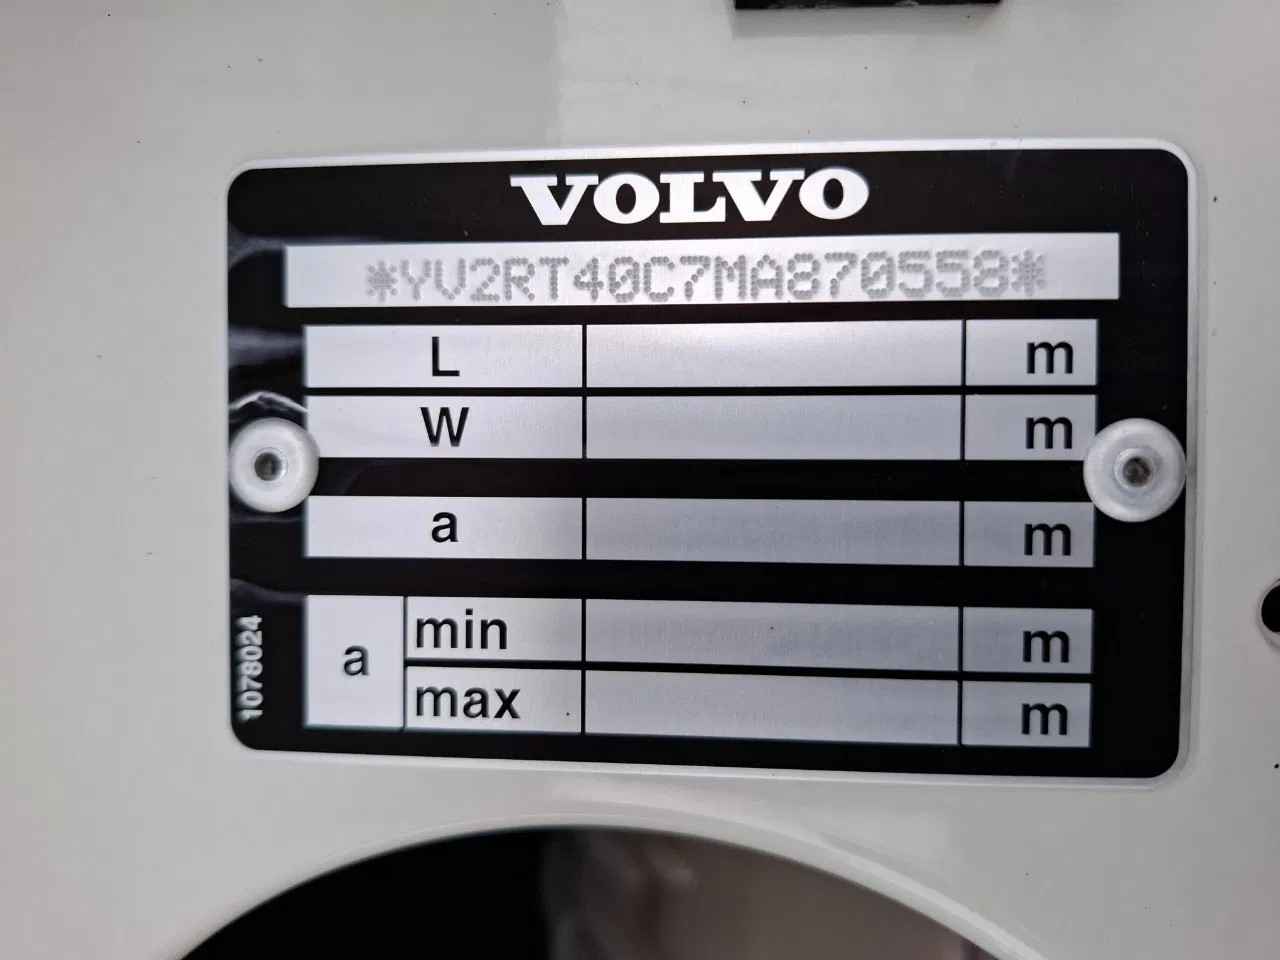 VOLVO
*YV2RT40C7MA870558*
L m
W m
a m
a min m
max m
1078024